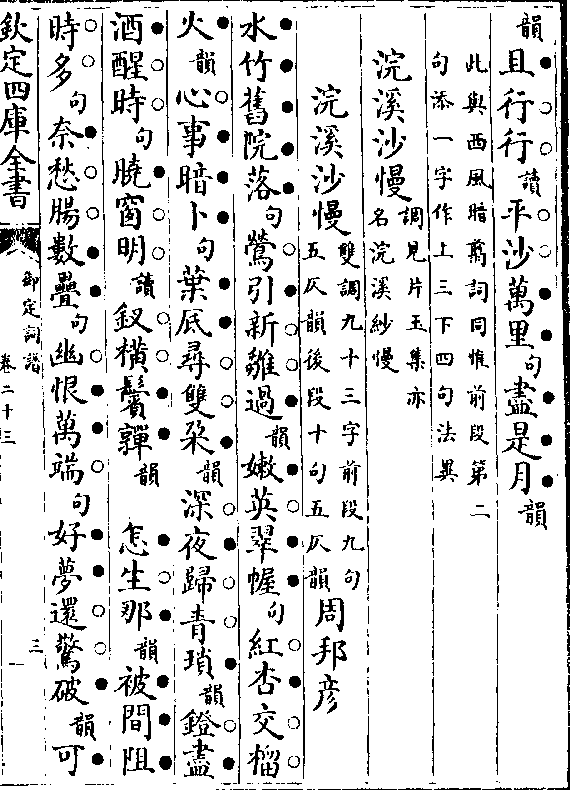 韻且行行讀平沙萬里句盡是月韻
此與西風暗翦詞同惟前段第二
句添一字作上三下四句法異
浣溪沙慢調見片玉集亦
名浣溪紗慢
浣溪沙慢雙調九十三字前段九句
五仄韻後段十句五仄韻周邦彦
水竹舊院落句鶯引新雛過韻嫩英翠幄句紅杏交榴
火韻心事暗卜句葉底尋雙朶韻深夜歸青瑣韻鐙盡
酒醒時句曉窗明讀釵横鬢嚲韻 怎生那韻被間阻
時多句奈愁腸數疊句幽恨萬端句好夢還驚破韻可
欽定四庫全書
御定詞譜
卷二十三
三